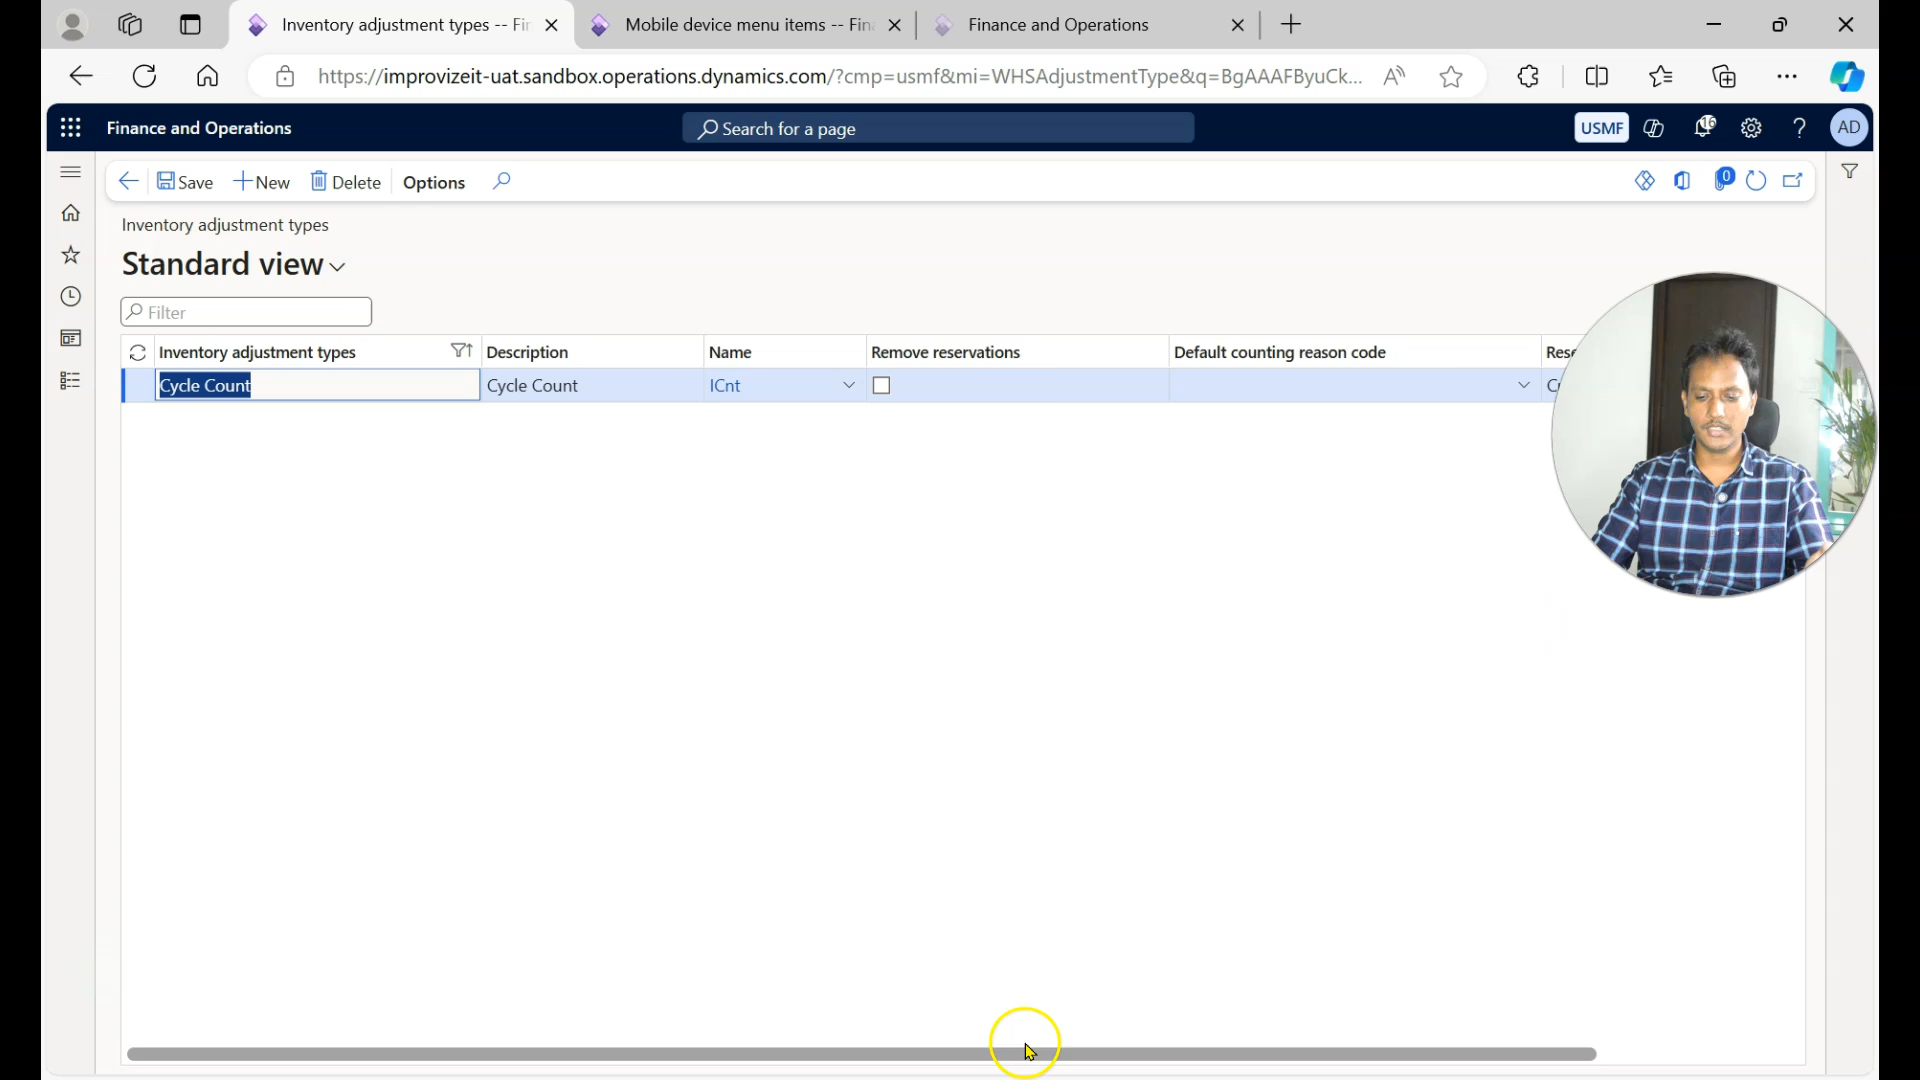 Inventory adjustment types -- Fin
Mobile device menu items -- Fin
Finance and Operations
https://improvizeit-uat.sandbox.operations.dynamics.com/?cmp=usmf&mi=WHSAdjustmentType&q=BgAAAFByuCk...
Finance and Operations
Search for a page
USMF
16
?
AD
Save
New
Delete
Options
0
Inventory adjustment types
Standard view
Filter
Inventory adjustment types
Description
Name
Remove reservations
Default counting reason code
Rese
Cycle Count
Cycle Count
ICnt